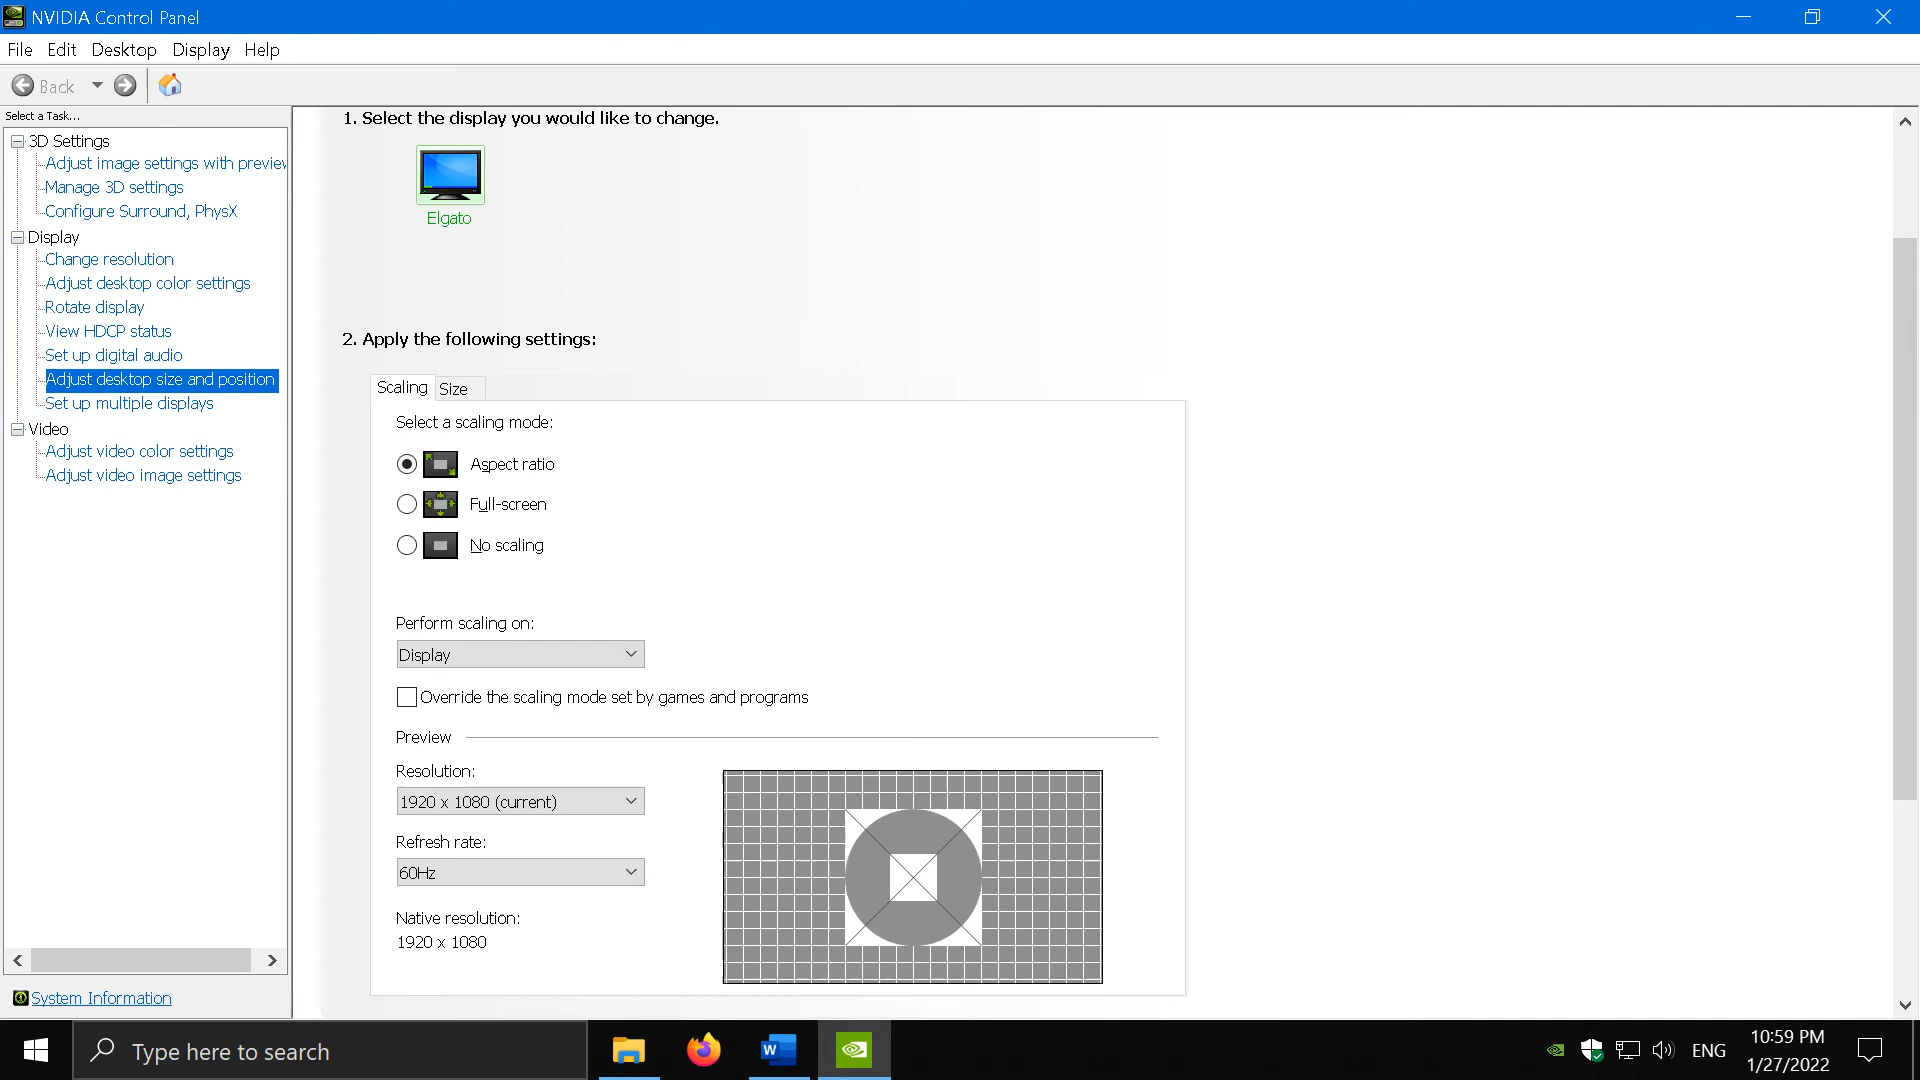 NVIDIA Control Panel
File Edit Desktop Display Help
Back
Select a Task...
3D Settings
Adjust image settings with preview
Manage 3D settings
Configure Surround, PhysX
Display
Change resolution
Adjust desktop color settings
Rotate display
View HDCP status
Set up digital audio
Adjust desktop size and position
Set up multiple displays
Video
Adjust video color settings
Adjust video image settings
System Information
1. Select the display you would like to change.
Elgato
2. Apply the following settings:
Scaling Size
Select a scaling mode:
Aspect ratio
Full-screen
No scaling
Perform scaling on:
Display
Override the scaling mode set by games and programs
Preview
Resolution:
1920 x 1080 (current)
Refresh rate:
60Hz
Native resolution:
1920 x 1080
Type here to search
W
ENG
10:59 PM
1/27/2022